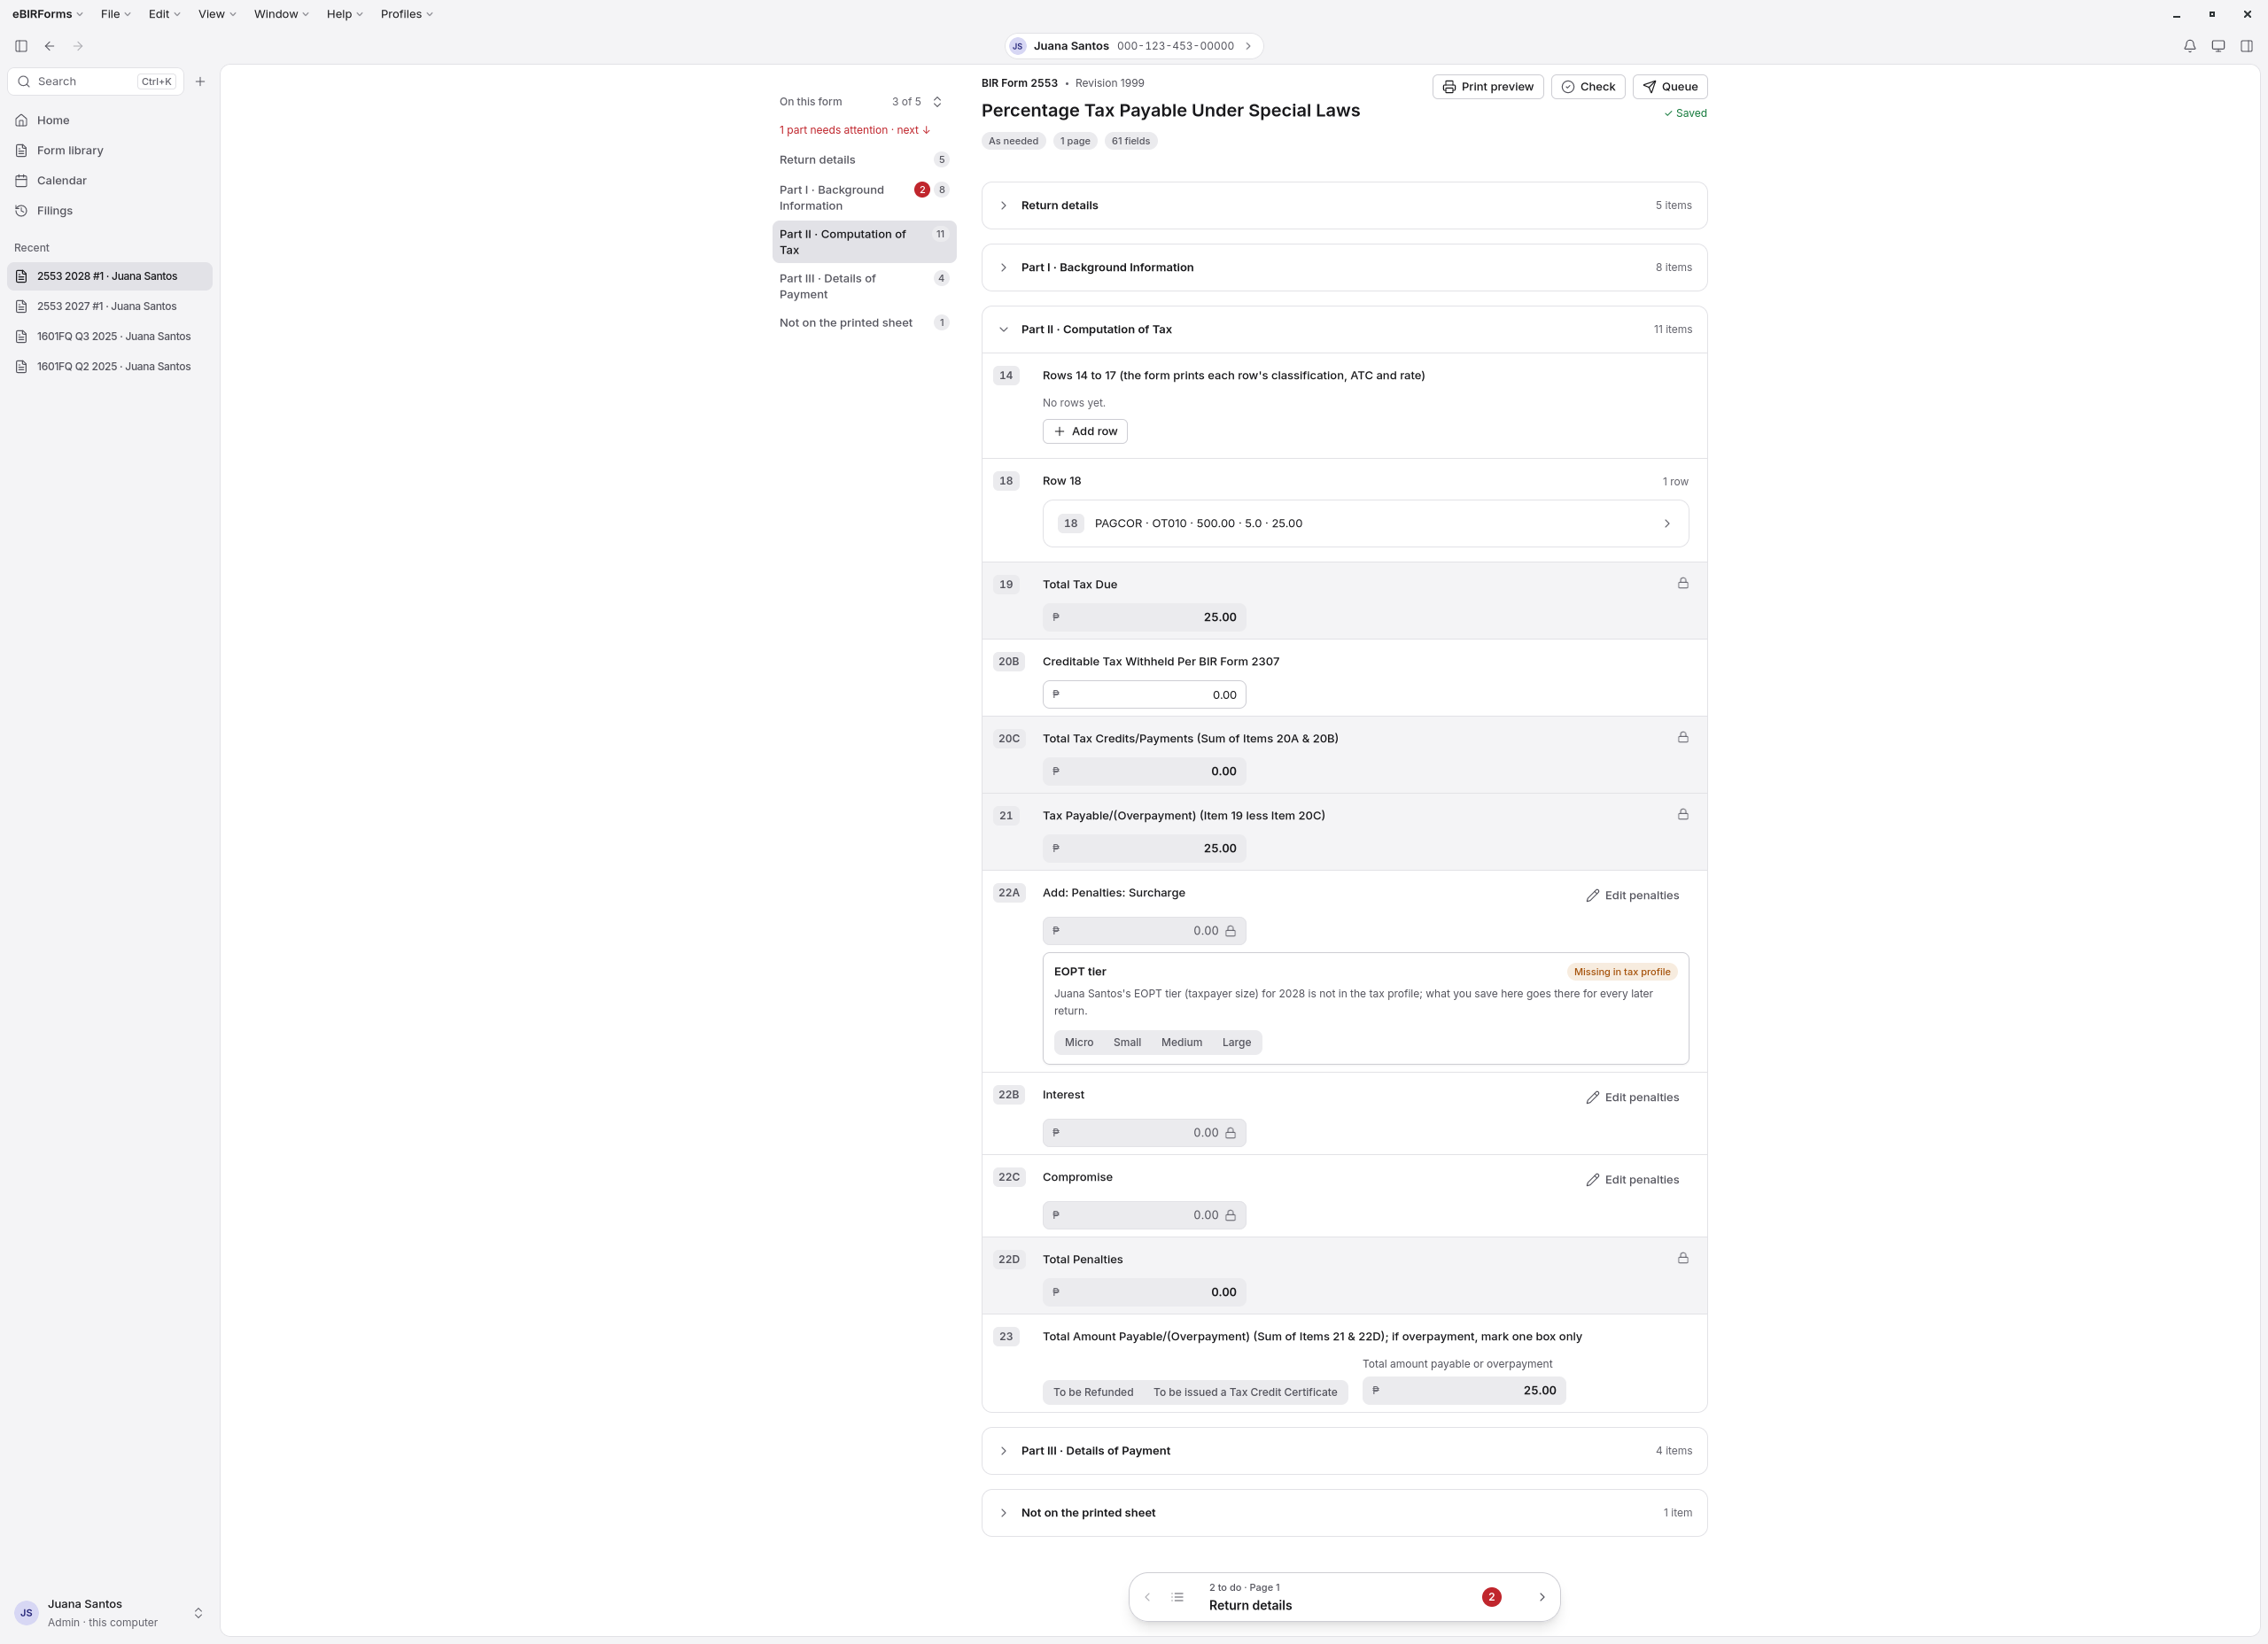 eBIRForms File Edit View Window Help Profiles
JS Juana Santos 000-123-453-00000
Search Ctrl+K
Home
Form library
Calendar
Filings
Recent
2553 2028 #1 · Juana Santos
2553 2027 #1 · Juana Santos
1601FQ Q3 2025 · Juana Santos
1601FQ Q2 2025 · Juana Santos
JS Juana Santos
Admin · this computer
On this form 3 of 5
1 part needs attention · next ↓
Return details 5
Part I · Background 2 8
Information
Part II · Computation of 11
Tax
Part III · Details of 4
Payment
Not on the printed sheet 1
BIR Form 2553 • Revision 1999
Print preview Check Queue
Percentage Tax Payable Under Special Laws
✓ Saved
As needed 1 page 61 fields
Return details 5 items
Part I · Background Information 8 items
Part II · Computation of Tax 11 items
14 Rows 14 to 17 (the form prints each row's classification, ATC and rate)
No rows yet.
Add row
18 Row 18 1 row
18 PAGCOR · OT010 · 500.00 · 5.0 · 25.00
19 Total Tax Due
₱ 25.00
20B Creditable Tax Withheld Per BIR Form 2307
₱ 0.00
20C Total Tax Credits/Payments (Sum of Items 20A & 20B)
₱ 0.00
21 Tax Payable/(Overpayment) (Item 19 less Item 20C)
₱ 25.00
22A Add: Penalties: Surcharge Edit penalties
₱ 0.00
EOPT tier Missing in tax profile
Juana Santos's EOPT tier (taxpayer size) for 2028 is not in the tax profile; what you save here goes there for every later
return.
Micro Small Medium Large
22B Interest Edit penalties
₱ 0.00
22C Compromise Edit penalties
₱ 0.00
22D Total Penalties
₱ 0.00
23 Total Amount Payable/(Overpayment) (Sum of Items 21 & 22D); if overpayment, mark one box only
Total amount payable or overpayment
To be Refunded To be issued a Tax Credit Certificate ₱ 25.00
Part III · Details of Payment 4 items
Not on the printed sheet 1 item
2 to do · Page 1
Return details 2